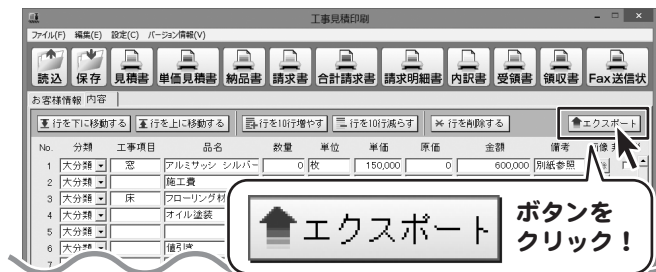 工事見積印刷
ファイル(F) 編集(E) 設定(C) バージョン情報(V)
読込 保存 見積書 単価見積書 納品書 請求書 合計請求書 請求明細書 内訳書 受領書 領収書 Fax送信状
お客様情報 内容
行を下に移動する 行を上に移動する 行を10行増やす 行を10行減らす 行を削除する エクスポート
No. 分類 工事項目 品名 数量 単位 単価 原価 金額 備考
1 大分類 窓 アルミサッシ シルバー 0 枚 150,000 0 600,000 別紙参照
2 大分類 施工費
3 大分類 床 フローリング材
4 大分類 オイル塗装
5 大分類
6 大分類 値引き
7
エクスポート
ボタンを
クリック！